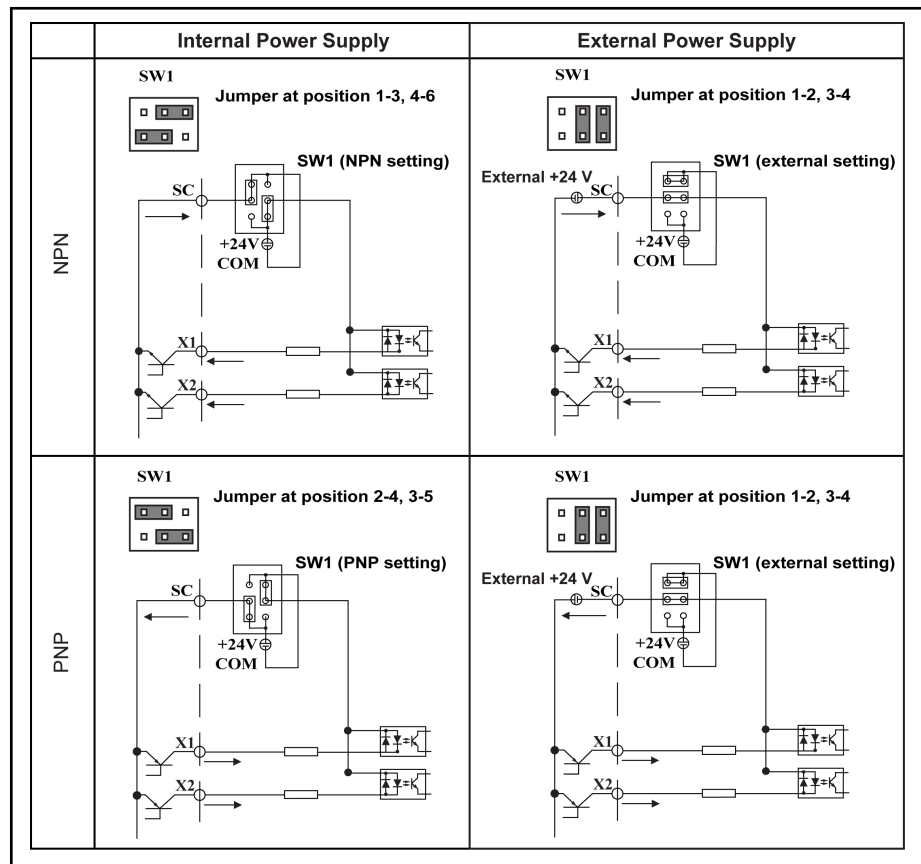 Internal Power Supply
External Power Supply
NPN
SW1
Jumper at position 1-3, 4-6
SW1 (NPN setting)
SC
+24V
COM
X1
X2
SW1
Jumper at position 1-2, 3-4
SW1 (external setting)
External +24 V
SC
+24V
COM
X1
X2
PNP
SW1
Jumper at position 2-4, 3-5
SW1 (PNP setting)
SC
+24V
COM
X1
X2
SW1
Jumper at position 1-2, 3-4
SW1 (external setting)
External +24 V
SC
+24V
COM
X1
X2